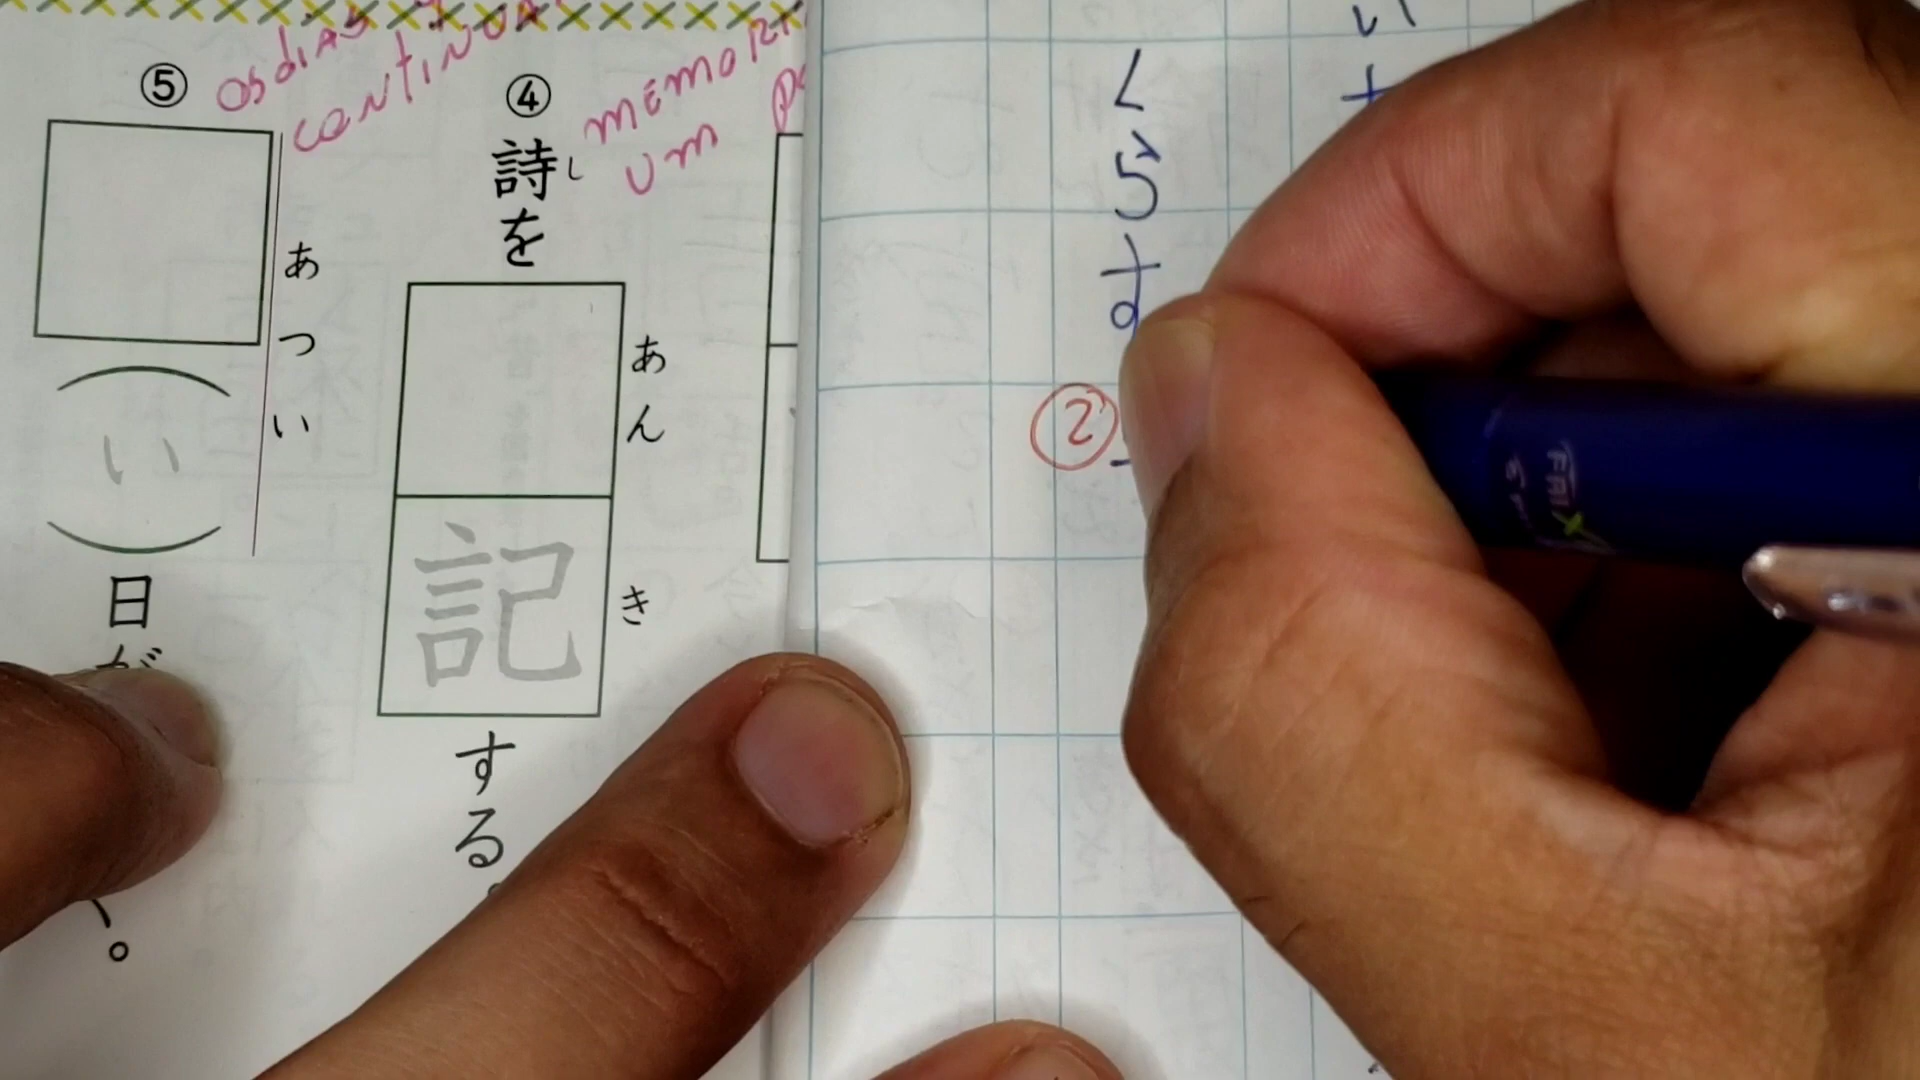 くらす
②
④
詩を
し
記
する。
あん
き
memori
um
⑤
い
日が
あつい
os dias
continua